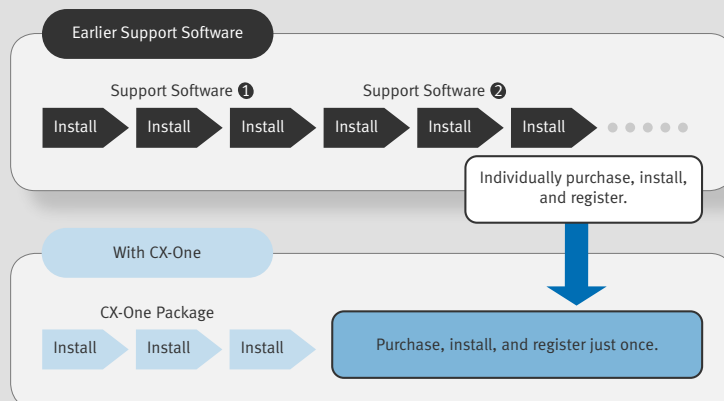 Earlier Support Software
Support Software ❶
Support Software ❷
Install Install Install Install Install Install
Individually purchase, install,
and register.
With CX-One
CX-One Package
Install Install Install
Purchase, install, and register just once.